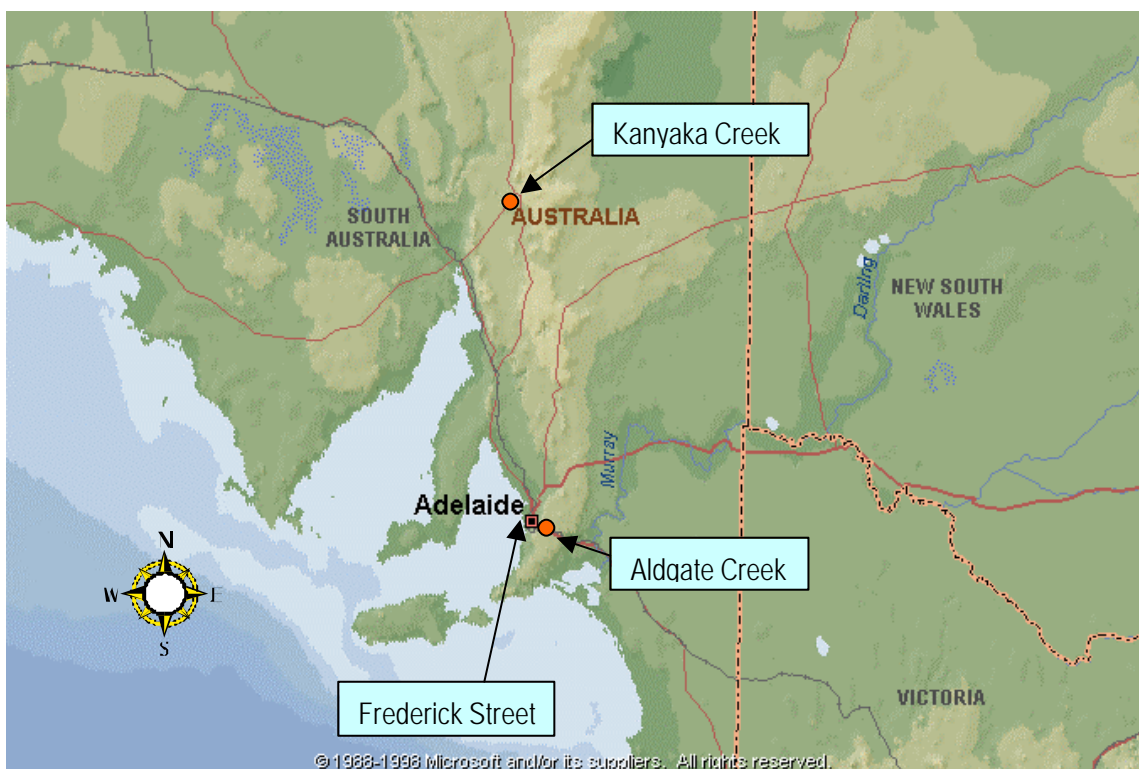 Kanyaka Creek
SOUTH
AUSTRALIA
AUSTRALIA
Darling
NEW SOUTH
WALES
Murray
Adelaide
N
W
E
S
Aldgate Creek
Frederick Street
VICTORIA
© 1988-1998 Microsoft and/or its suppliers. All rights reserved.